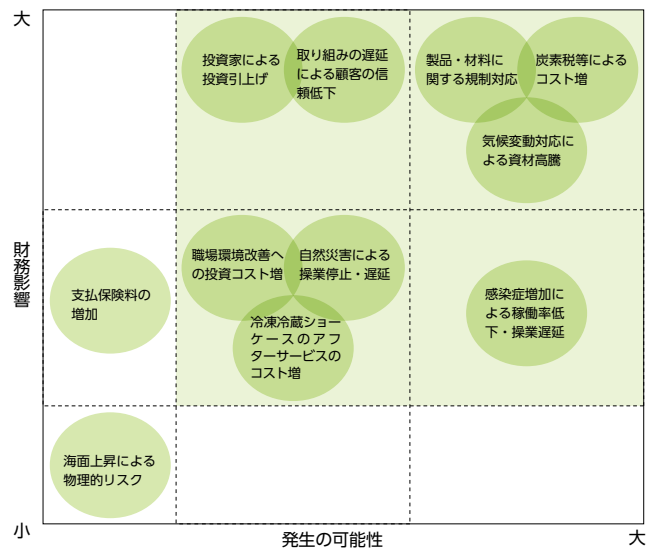 大
投資家による
投資引上げ
取り組みの遅延
による顧客の信
頼低下
製品・材料に
関する規制対応
炭素税等による
コスト増
気候変動対応に
よる資材高騰
財務影響
支払保険料の
増加
職場環境改善へ
の投資コスト増
自然災害による
操業停止・遅延
冷凍冷蔵ショー
ケースのアフ
ターサービスの
コスト増
感染症増加に
よる稼働率低
下・操業遅延
海面上昇による
物理的リスク
小
発生の可能性
大